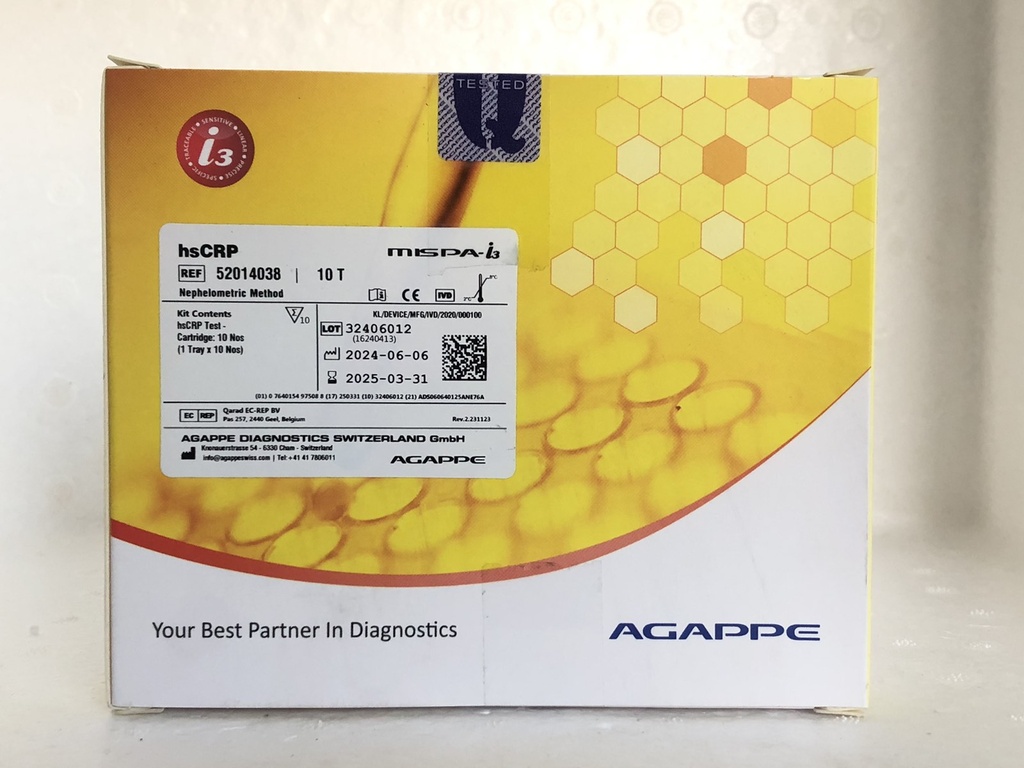 TESTED
TRACEABLE • SENSITIVE • LINEAR • PRECISE • SPECIFIC
i3
hsCRP
MISPA-i3
REF 52014038 | 10 T
Nephelometric Method
CE IVD
2°C 8°C
Kit Contents
hsCRP Test -
Cartridge: 10 Nos
(1 Tray x 10 Nos)
Σ 10
KL/DEVICE/MFG/IVD/2020/000100
LOT 32406012
(16240413)
2024-06-06
2025-03-31
(01) 0 7640154 97508 8 (17) 250331 (10) 32406012 (21) ADS060640125ANE76A
EC REP Qarad EC-REP BV
Pas 257, 2440 Geel, Belgium
Rev.2.231123
AGAPPE DIAGNOSTICS SWITZERLAND GmbH
Knonauerstrasse 54 - 6330 Cham - Switzerland
info@agappeswiss.com | Tel:+41 41 7806011
AGAPPE
Your Best Partner In Diagnostics
AGAPPE